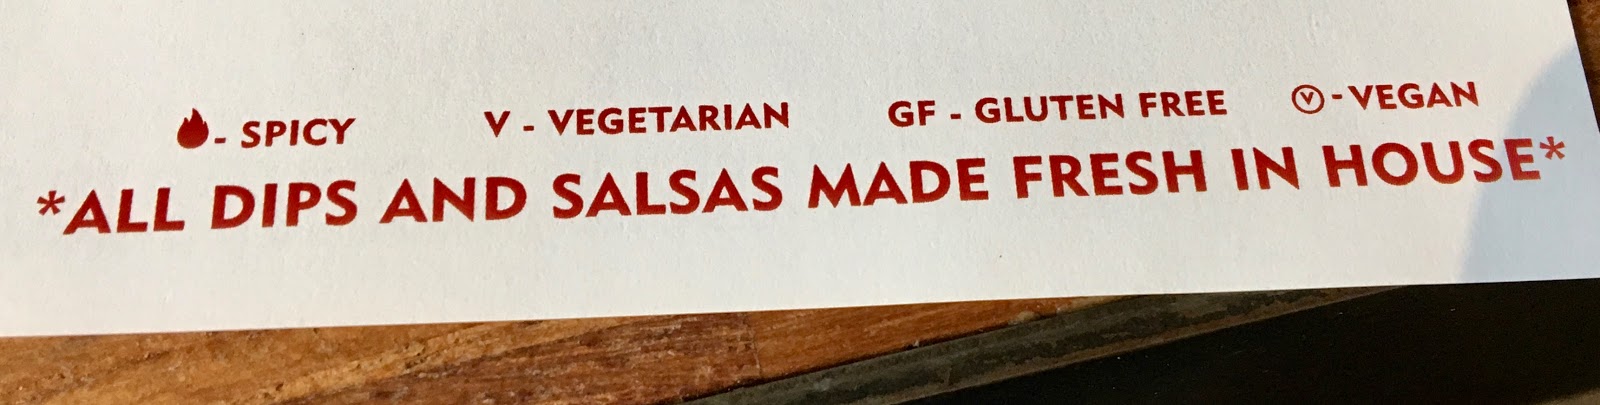 - SPICY V - VEGETARIAN GF - GLUTEN FREE Ⓥ - VEGAN
*ALL DIPS AND SALSAS MADE FRESH IN HOUSE*